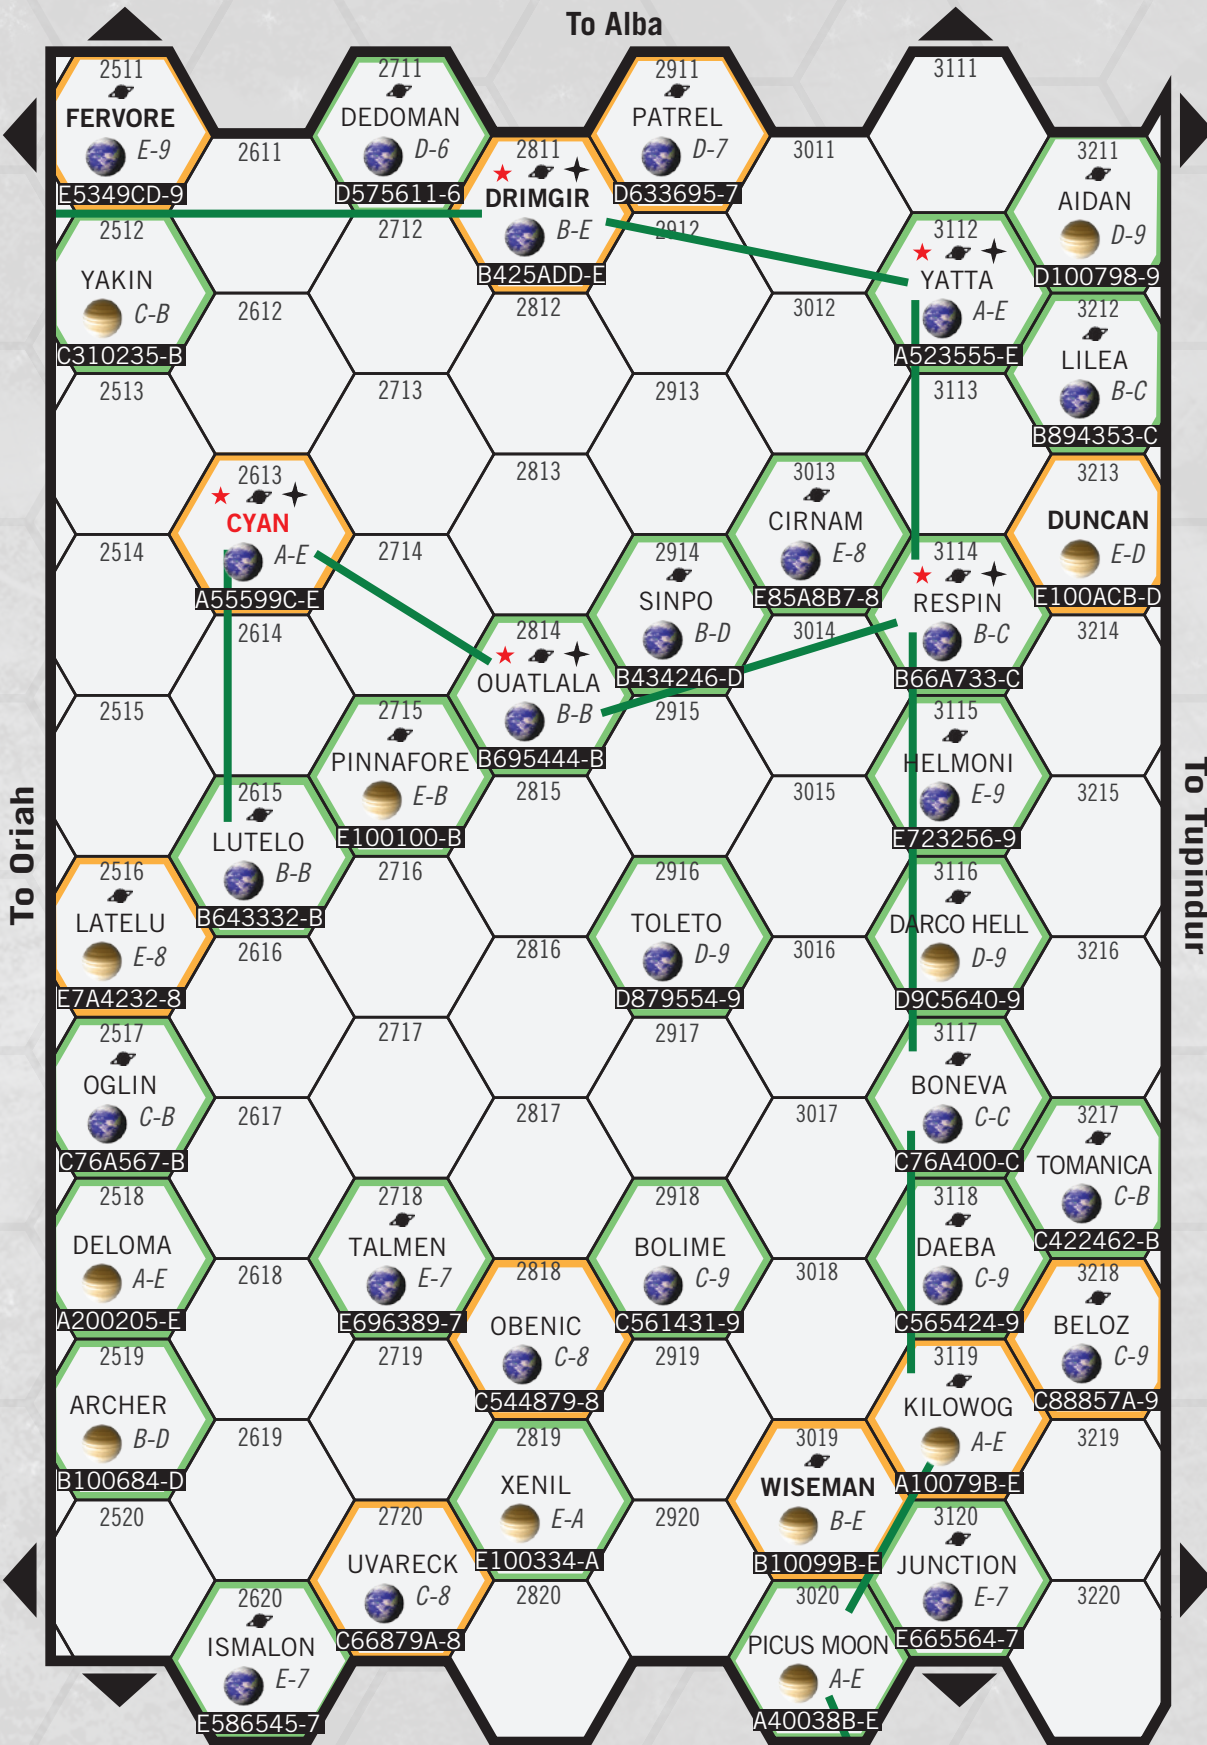 To Alba
2511
FERVORE
E-9
E5349CD-9
2611
2711
DEDOMAN
D-6
D575611-6
2811
DRIMGIR
B-E
B425ADD-E
2911
PATREL
D-7
D633695-7
3011
3111
3211
AIDAN
D-9
D100798-9
2512
YAKIN
C-B
C310235-B
2612
2712
2812
2912
3012
3112
YATTA
A-E
A523555-E
3212
LILEA
B-C
B894353-C
2513
2613
CYAN
A-E
A55599C-E
2713
2813
2913
3013
CIRNAM
E-8
E85A8B7-8
3113
3213
DUNCAN
E-D
E100ACB-D
2514
2614
2714
2814
OUATLALA
B-B
B695444-B
2914
SINPO
B-D
B434246-D
3014
3114
RESPIN
B-C
B66A733-C
3214
2515
2615
LUTELO
B-B
B643332-B
2715
PINNAFORE
E-B
E100100-B
2815
2915
3015
3115
HELMONI
E-9
E723256-9
3215
To Oriah
To Tupindur
2516
LATELU
E-8
E7A4232-8
2616
2716
2816
2916
TOLETO
D-9
D879554-9
3016
3116
DARCO HELL
D-9
D9C5640-9
3216
2517
OGLIN
C-B
C76A567-B
2617
2717
2817
2917
3017
3117
BONEVA
C-C
C76A400-C
3217
TOMANICA
C-B
C422462-B
2518
DELOMA
A-E
A200205-E
2618
2718
TALMEN
E-7
E696389-7
2818
OBENIC
C-8
C544879-8
2918
BOLIME
C-9
C561431-9
3018
3118
DAEBA
C-9
C565424-9
3218
BELOZ
C-9
C88857A-9
2519
ARCHER
B-D
B100684-D
2619
2719
2819
XENIL
E-A
E100334-A
2919
3019
WISEMAN
B-E
B10099B-E
3119
KILOWOG
A-E
A10079B-E
3219
2520
2620
ISMALON
E-7
E586545-7
2720
UVARECK
C-8
C66879A-8
2820
2920
3020
PICUS MOON
A-E
A40038B-E
3120
JUNCTION
E-7
E665564-7
3220